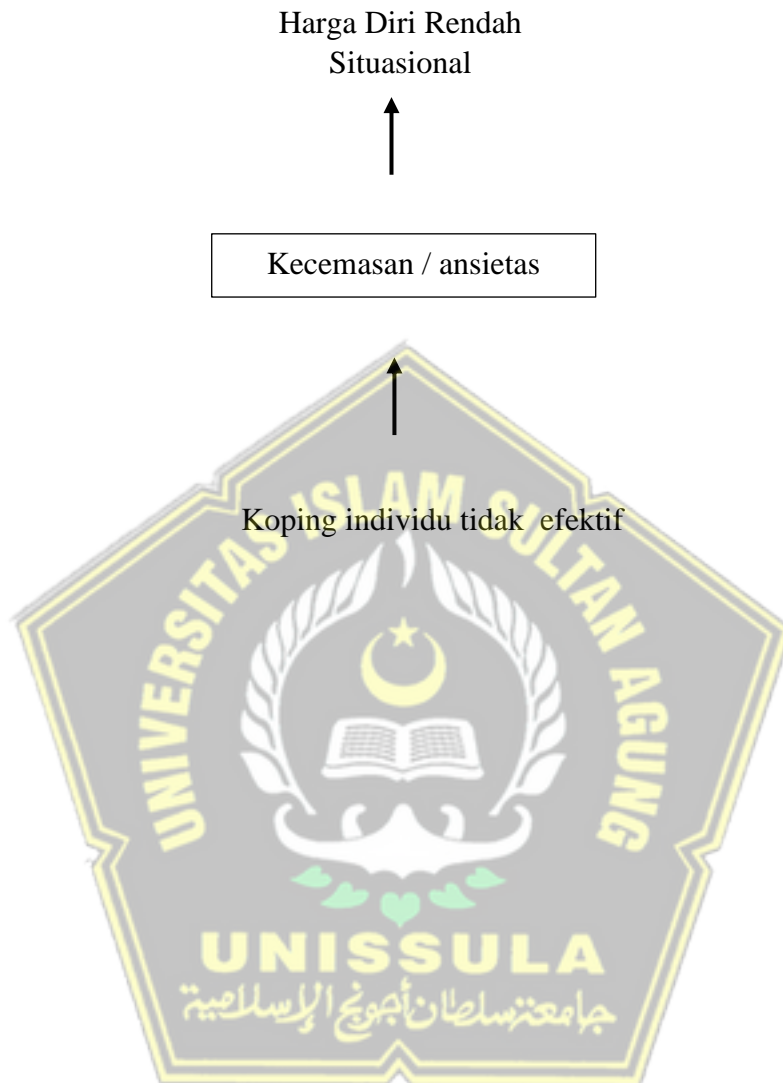 Harga Diri Rendah
Situasional
Kecemasan / ansietas
Koping individu tidak efektif
UNIVERSITAS ISLAM SULTAN AGUNG
UNISSULA
جامعة سلطان أجونج الإسلامية